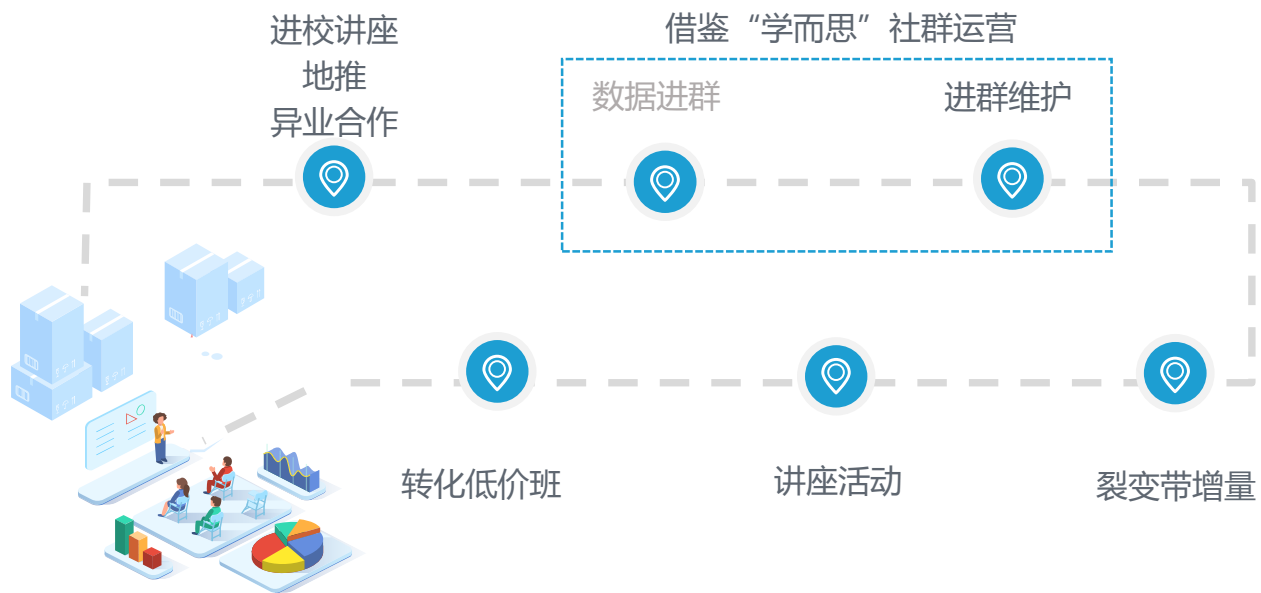 进校讲座
地推
异业合作
借鉴“学而思”社群运营
数据进群
进群维护
转化低价班
讲座活动
裂变带增量